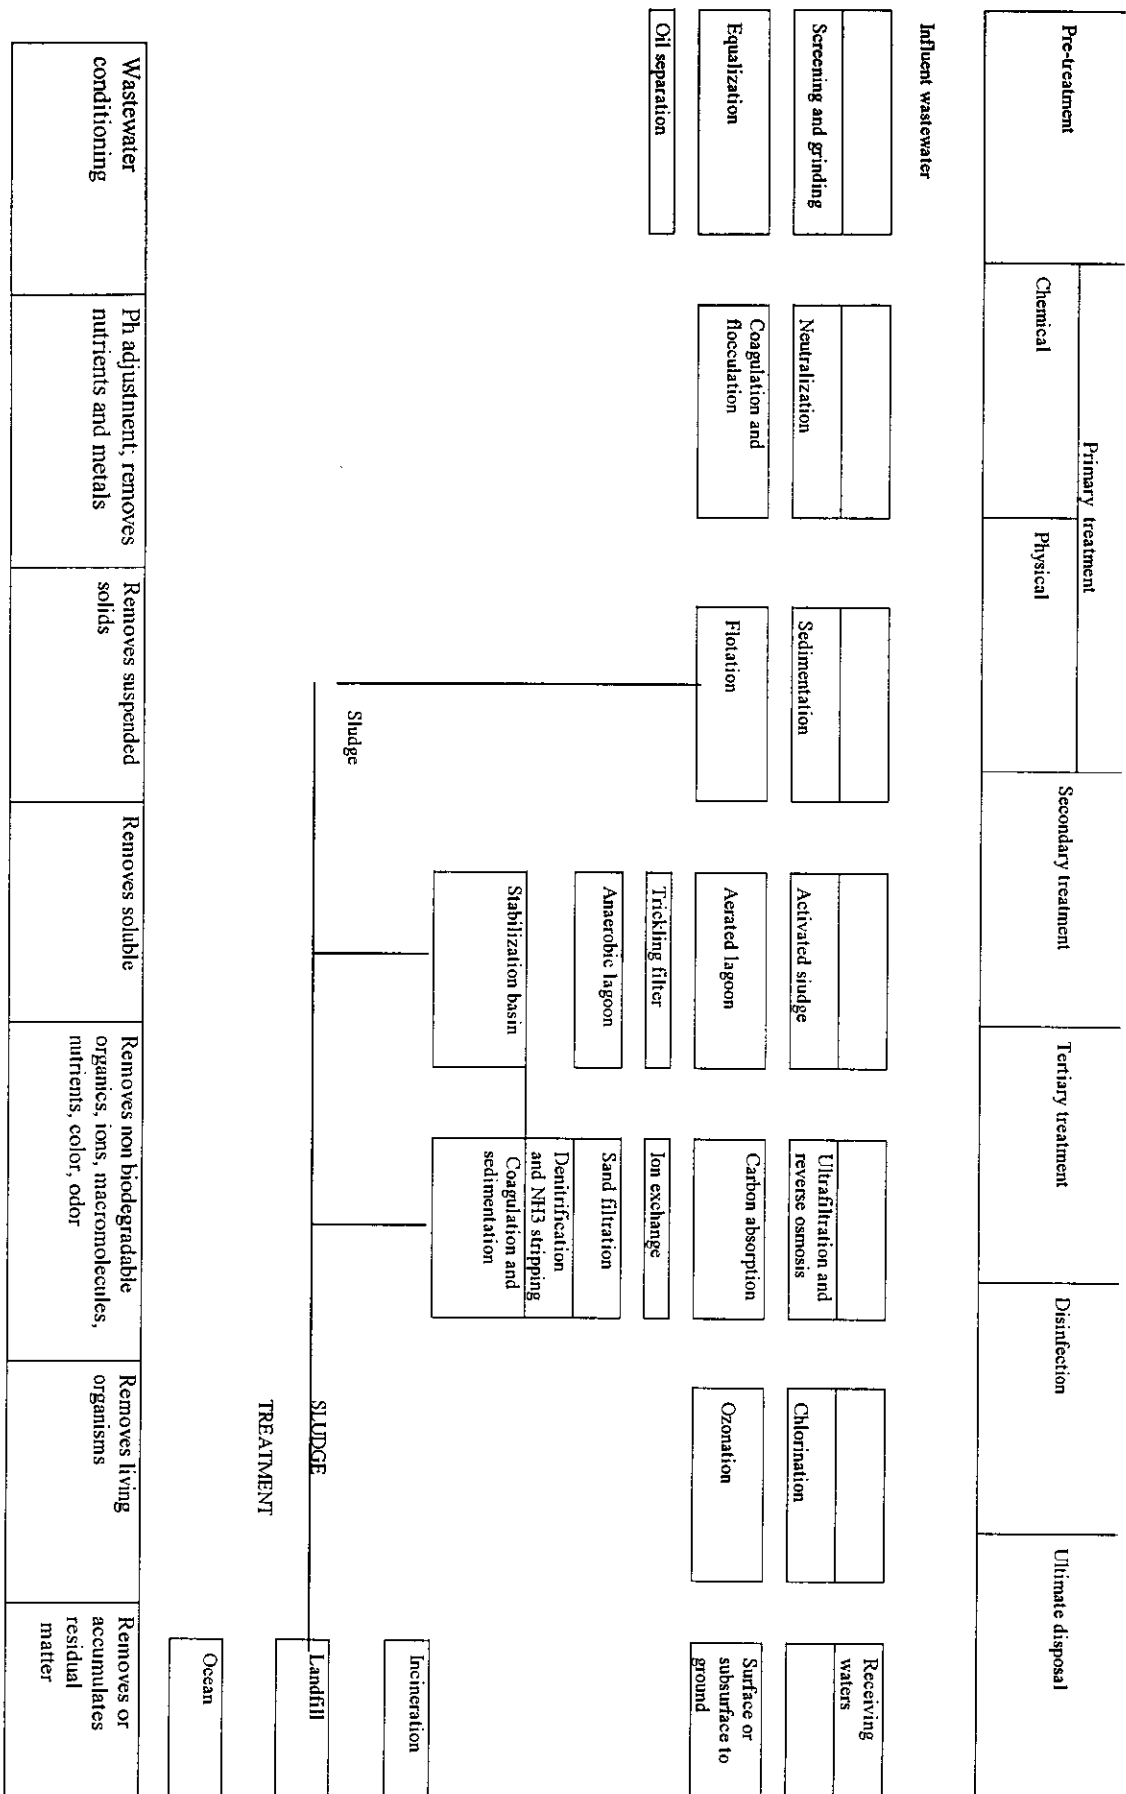 Pre-treatment
Primary treatment
Chemical
Physical
Secondary treatment
Tertiary treatment
Disinfection
Ultimate disposal
Influent wastewater
Screening and grinding
Equalization
Oil separation
Neutralization
Coagulation and
flocculation
Sedimentation
Flotation
Activated sludge
Aerated lagoon
Trickling filter
Anaerobic lagoon
Stabilization basin
Ultrafiltration and
reverse osmosis
Carbon absorption
Ion exchange
Sand filtration
Denitrification
and NH3 stripping
Coagulation and
sedimentation
Chlorination
Ozonation
Receiving
waters
Surface or
subsurface to
ground
Sludge
SLUDGE
TREATMENT
Incineration
Landfill
Ocean
Wastewater
conditioning
Ph adjustment; removes
nutrients and metals
Removes suspended
solids
Removes soluble
Removes non biodegradable
organics, ions, macromolecules,
nutrients, color, odor
Removes living
organisms
Removes or
accumulates
residual
matter